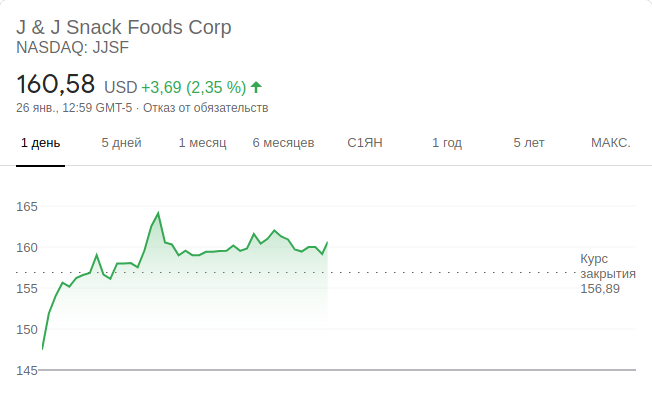 J & J Snack Foods Corp
NASDAQ: JJSF
160,58 USD +3,69 (2,35 %)
26 янв., 12:59 GMT-5 · Отказ от обязательств
1 день 5 дней 1 месяц 6 месяцев С1ЯН 1 год 5 лет МАКС.
165
160
Курс
закрытия
156,89
155
150
145